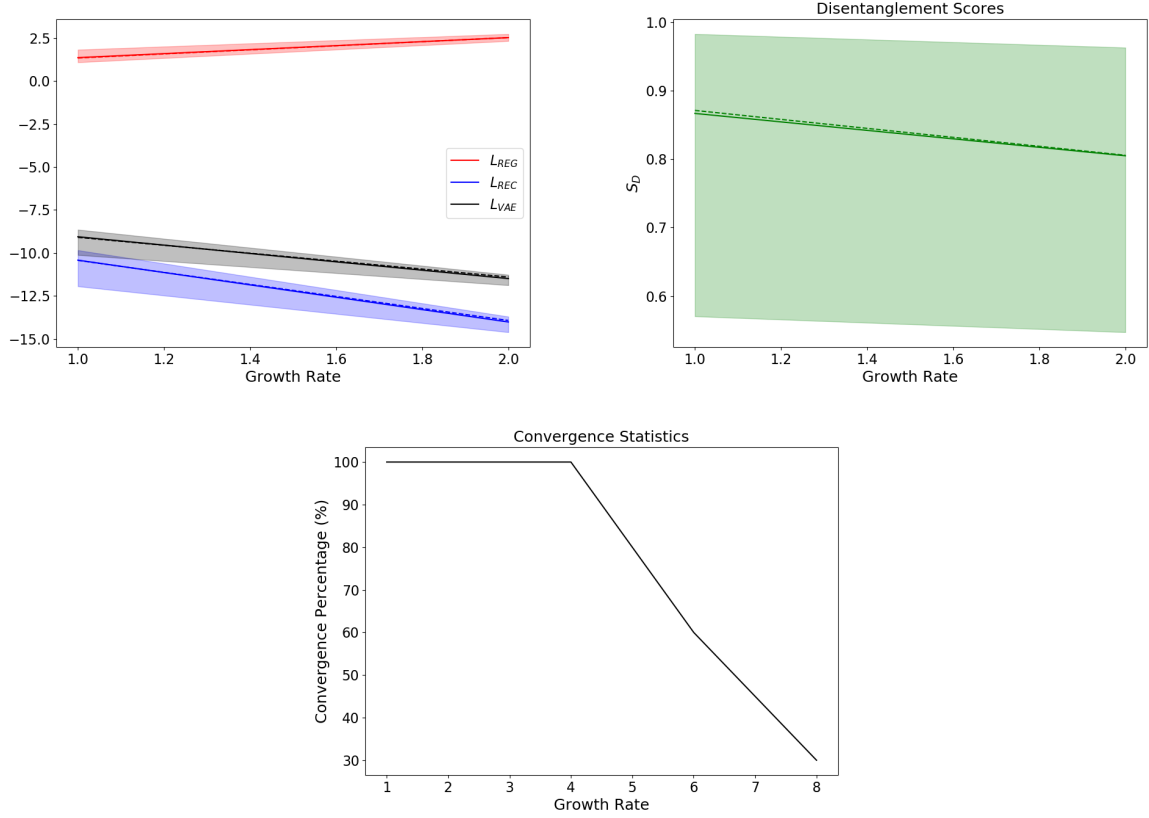 2.5
0.0
−2.5
−5.0
−7.5
−10.0
−12.5
−15.0
L_REG
L_REC
L_VAE
1.0 1.2 1.4 1.6 1.8 2.0
Growth Rate
Disentanglement Scores
1.0
0.9
0.8
0.7
0.6
S_D
1.0 1.2 1.4 1.6 1.8 2.0
Growth Rate
Convergence Statistics
100
90
80
70
60
50
40
30
Convergence Percentage (%)
1 2 3 4 5 6 7 8
Growth Rate